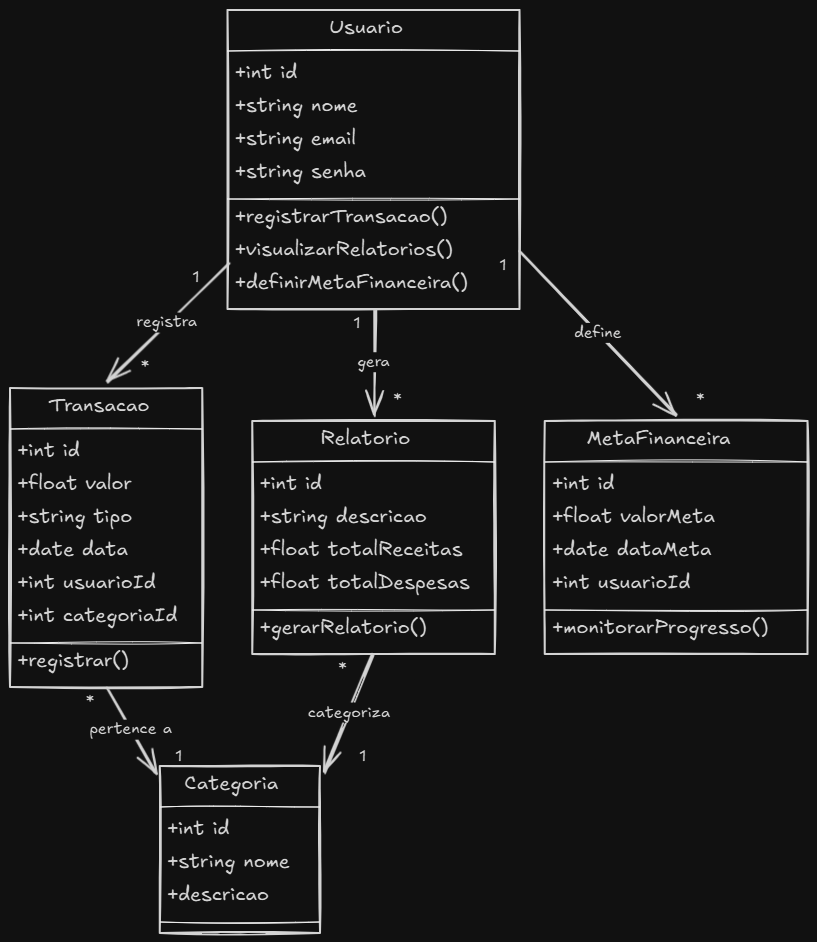 Usuario
+int id
+string nome
+string email
+string senha
+registrarTransacao()
+visualizarRelatorios()
+definirMetaFinanceira()
1
registra
*
1
gera
*
1
define
*
Transacao
+int id
+float valor
+string tipo
+date data
+int usuarioId
+int categoriaId
+registrar()
Relatorio
+int id
+string descricao
+float totalReceitas
+float totalDespesas
+gerarRelatorio()
MetaFinanceira
+int id
+float valorMeta
+date dataMeta
+int usuarioId
+monitorarProgresso()
*
pertence a
1
*
categoriza
1
Categoria
+int id
+string nome
+descricao